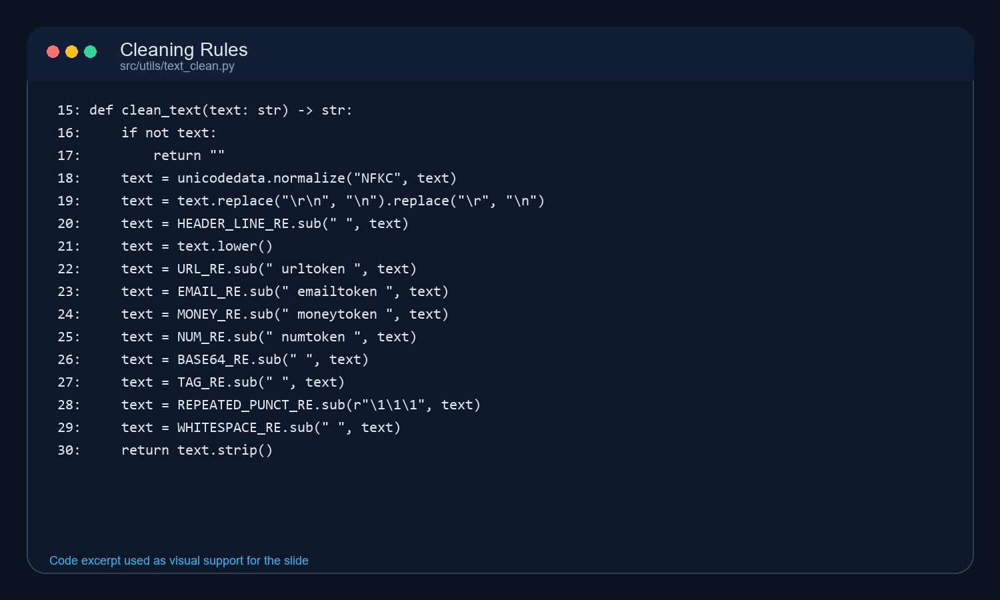 Cleaning Rules
src/utils/text_clean.py
15: def clean_text(text: str) -> str:
16:     if not text:
17:         return ""
18:     text = unicodedata.normalize("NFKC", text)
19:     text = text.replace("\r\n", "\n").replace("\r", "\n")
20:     text = HEADER_LINE_RE.sub(" ", text)
21:     text = text.lower()
22:     text = URL_RE.sub(" urltoken ", text)
23:     text = EMAIL_RE.sub(" emailtoken ", text)
24:     text = MONEY_RE.sub(" moneytoken ", text)
25:     text = NUM_RE.sub(" numtoken ", text)
26:     text = BASE64_RE.sub(" ", text)
27:     text = TAG_RE.sub(" ", text)
28:     text = REPEATED_PUNCT_RE.sub(r"\1\1\1", text)
29:     text = WHITESPACE_RE.sub(" ", text)
30:     return text.strip()
Code excerpt used as visual support for the slide